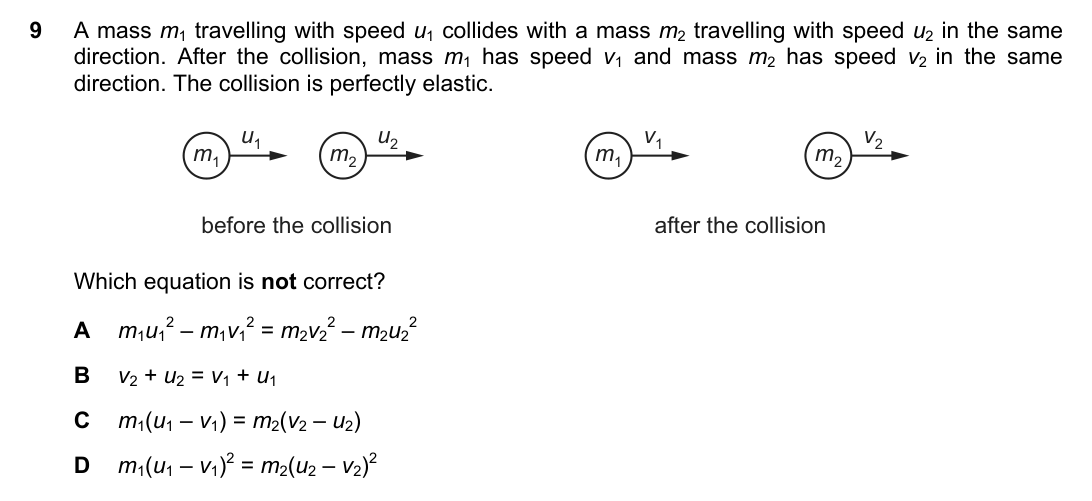 9 A mass m₁ travelling with speed u₁ collides with a mass m₂ travelling with speed u₂ in the same
direction. After the collision, mass m₁ has speed v₁ and mass m₂ has speed v₂ in the same
direction. The collision is perfectly elastic.
m₁ u₁ m₂ u₂ m₁ v₁ m₂ v₂
before the collision after the collision
Which equation is not correct?
A m₁u₁² – m₁v₁² = m₂v₂² – m₂u₂²
B v₂ + u₂ = v₁ + u₁
C m₁(u₁ – v₁) = m₂(v₂ – u₂)
D m₁(u₁ – v₁)² = m₂(u₂ – v₂)²